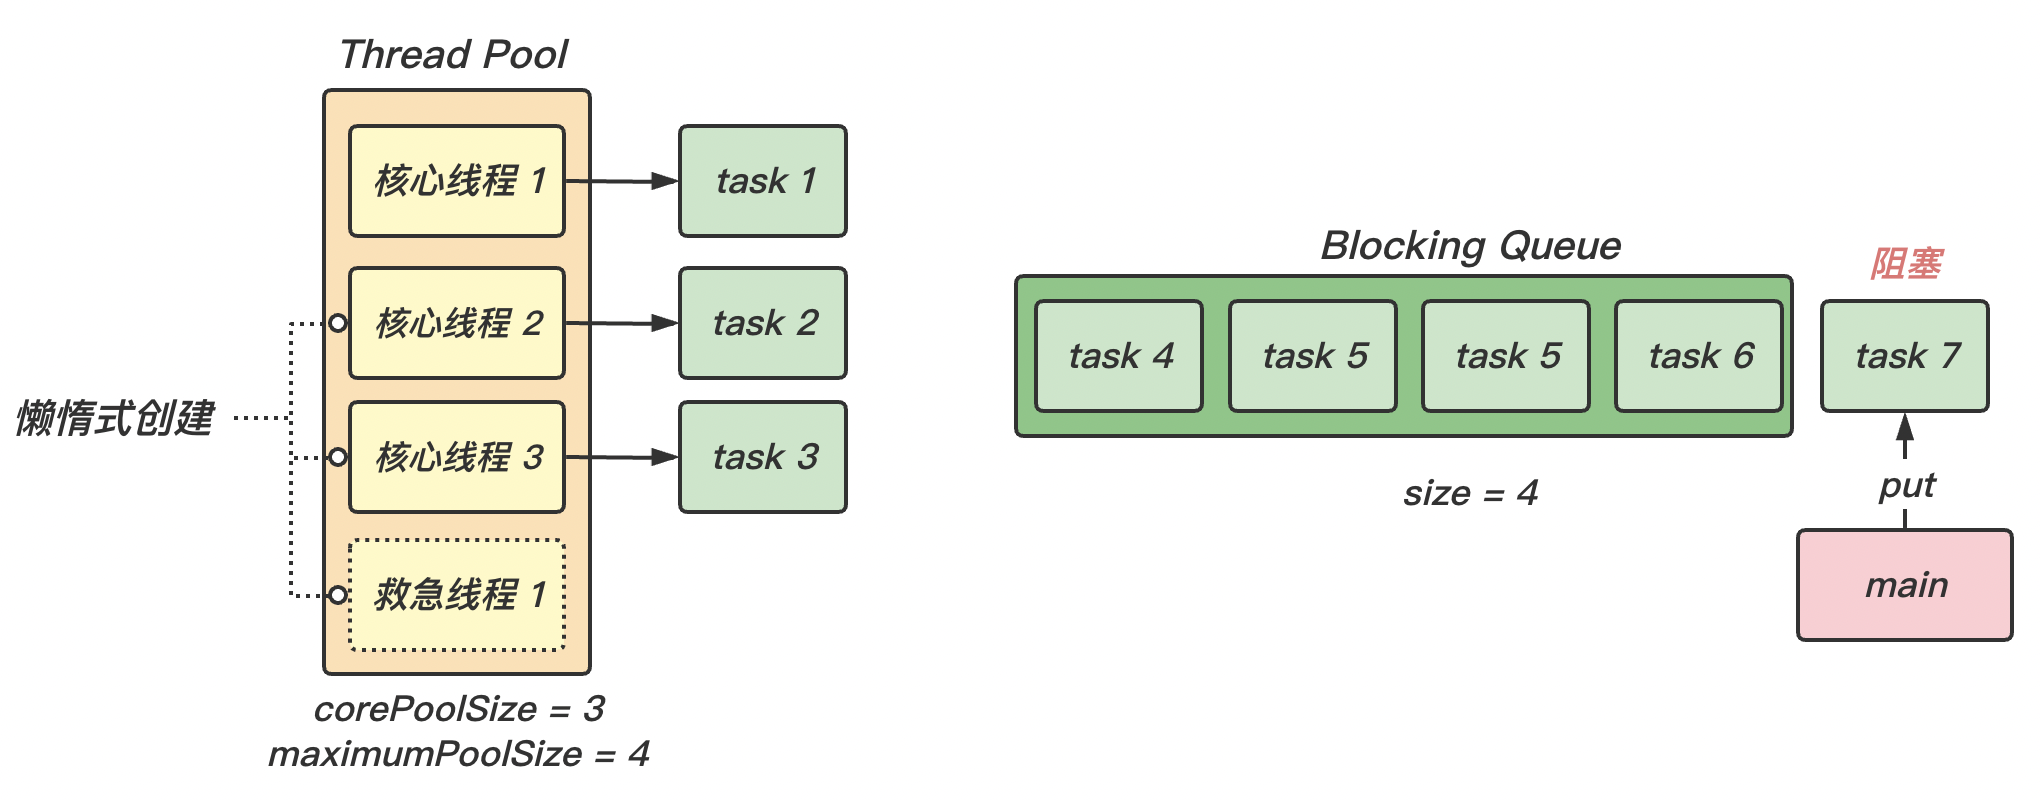 Thread Pool
核心线程 1
task 1
核心线程 2
task 2
懒惰式创建
核心线程 3
task 3
救急线程 1
corePoolSize = 3
maximumPoolSize = 4
Blocking Queue
阻塞
task 4
task 5
task 5
task 6
task 7
size = 4
put
main